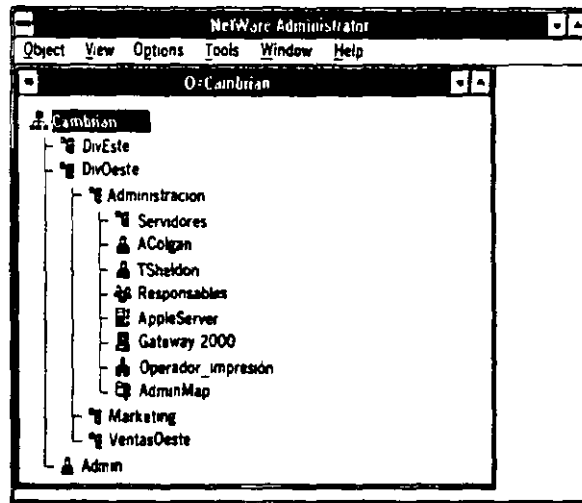 NetWare Administrator
Object View Options Tools Window Help
O=Cambrian
Cambrian
DivEste
DivOeste
Administracion
Servidores
AColgan
TSheldon
Responsables
AppleServer
Gateway 2000
Operador_impresión
AdminMap
Marketing
VentasOeste
Admin